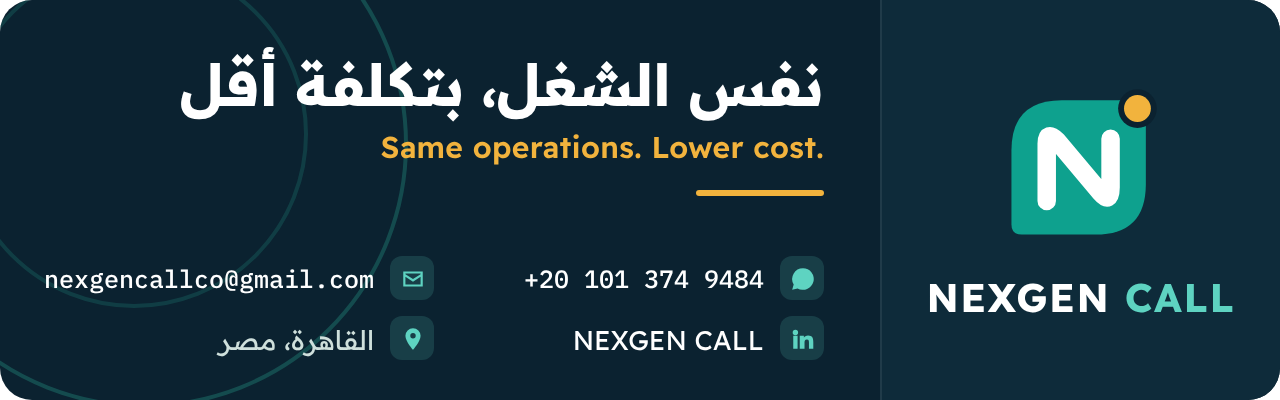 نفس الشغل، بتكلفة أقل
Same operations. Lower cost.
+20 101 374 9484
nexgencallco@gmail.com
NEXGEN CALL
القاهرة، مصر
N
NEXGEN CALL